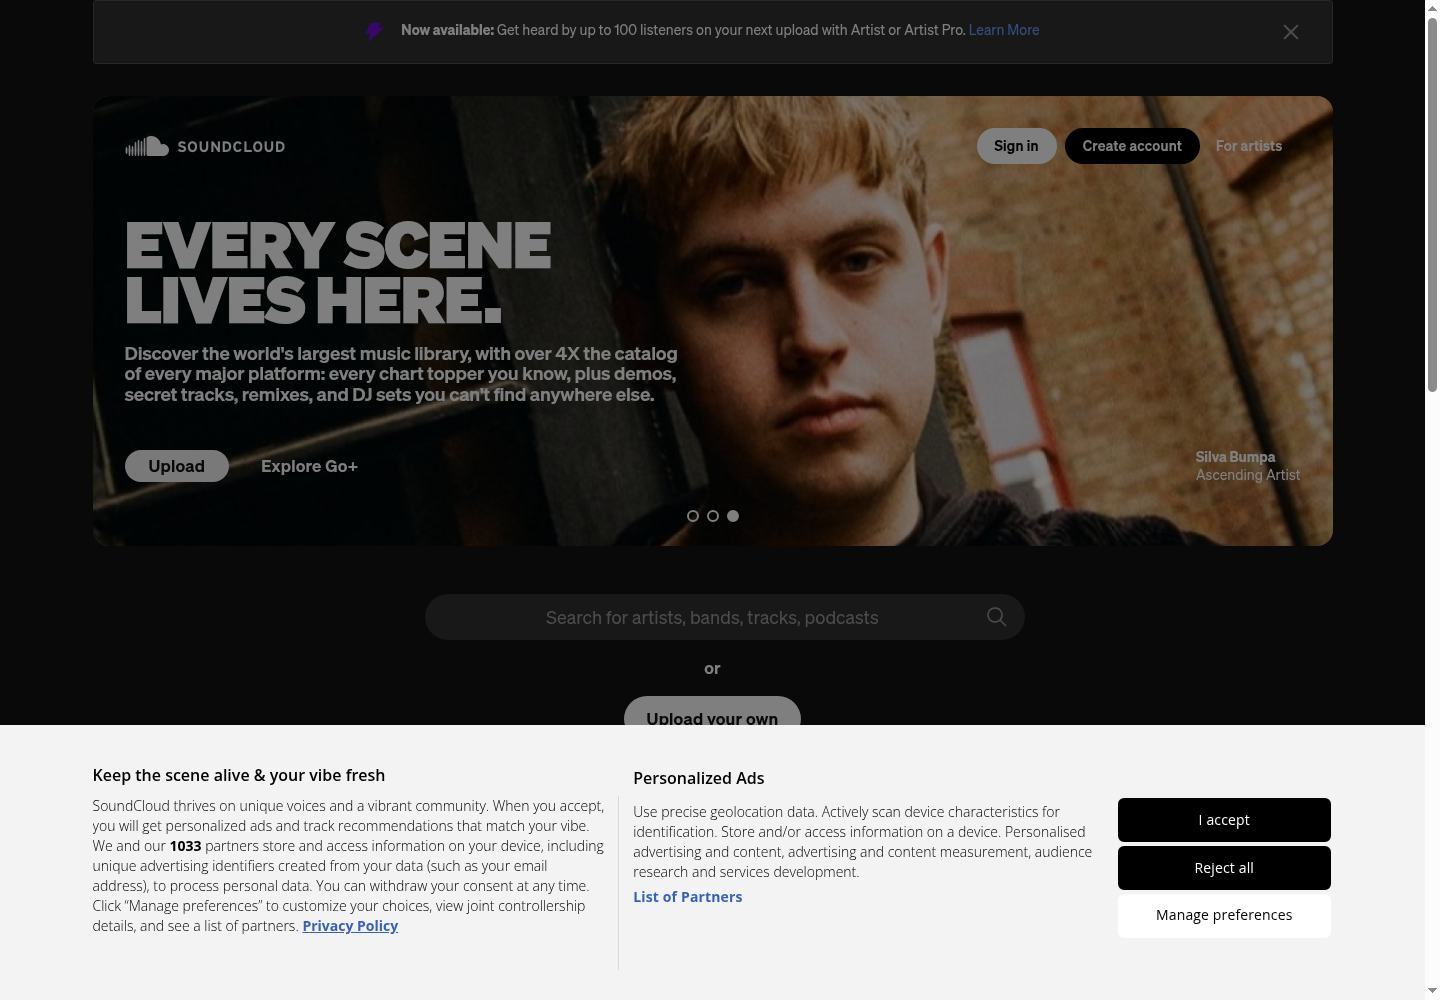 Now available: Get heard by up to 100 listeners on your next upload with Artist or Artist Pro. Learn More
SOUNDCLOUD
Sign in
Create account
For artists
EVERY SCENE
LIVES HERE.
Discover the world's largest music library, with over 4X the catalog
of every major platform: every chart topper you know, plus demos,
secret tracks, remixes, and DJ sets you can't find anywhere else.
Upload
Explore Go+
Silva Bumpa
Ascending Artist
Search for artists, bands, tracks, podcasts
or
Upload your own
Keep the scene alive & your vibe fresh
SoundCloud thrives on unique voices and a vibrant community. When you accept,
you will get personalized ads and track recommendations that match your vibe.
We and our 1033 partners store and access information on your device, including
unique advertising identifiers created from your data (such as your email
address), to process personal data. You can withdraw your consent at any time.
Click “Manage preferences” to customize your choices, view joint controllership
details, and see a list of partners. Privacy Policy
Personalized Ads
Use precise geolocation data. Actively scan device characteristics for
identification. Store and/or access information on a device. Personalised
advertising and content, advertising and content measurement, audience
research and services development.
List of Partners
I accept
Reject all
Manage preferences